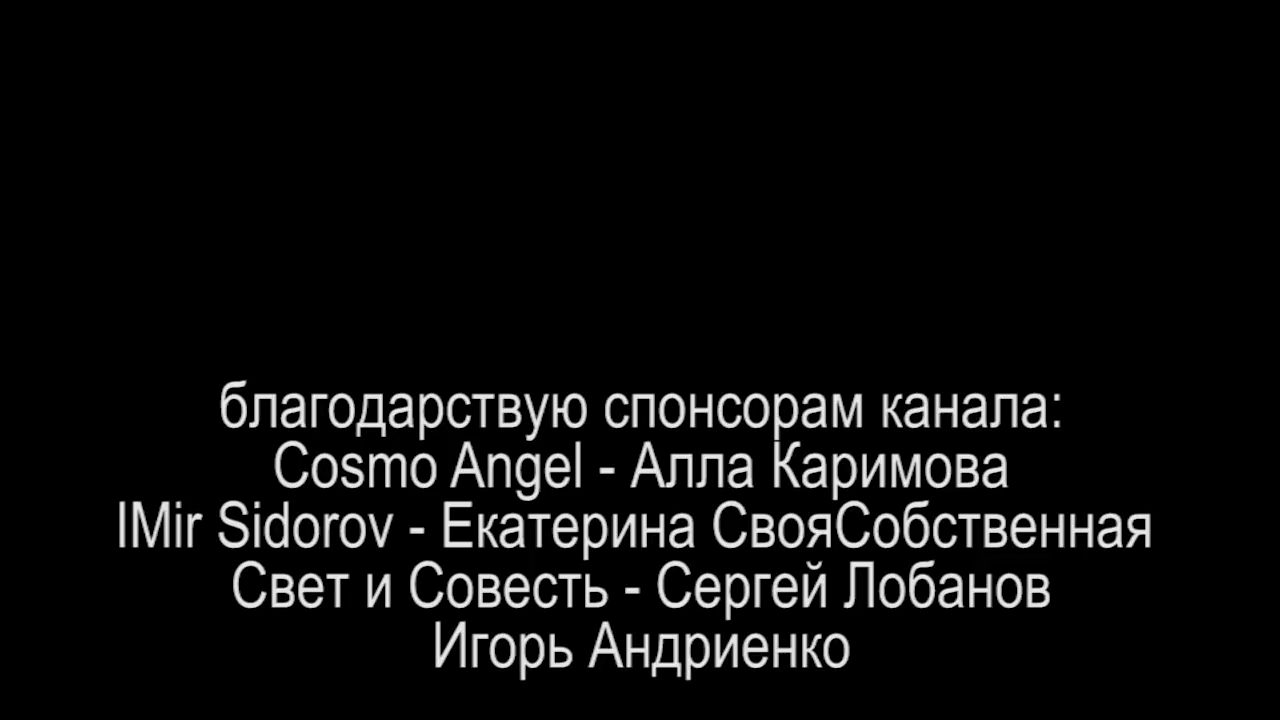 благодарствую спонсорам канала:
Cosmo Angel - Алла Каримова
IMir Sidorov - Екатерина СвояСобственная
Свет и Совесть - Сергей Лобанов
Игорь Андриенко